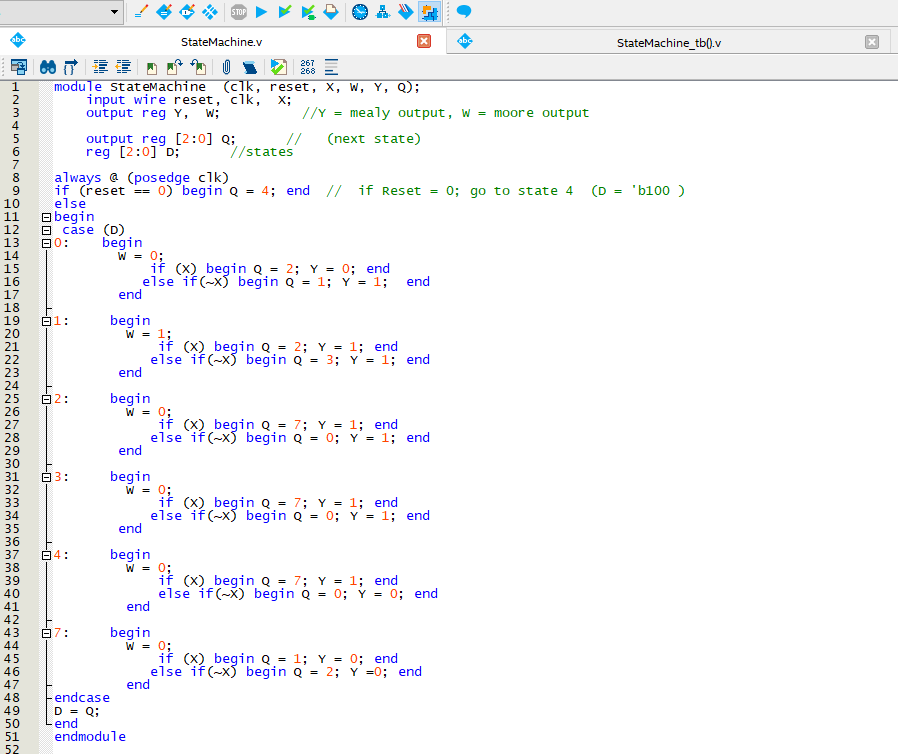 STOP
StateMachine.v
StateMachine_tb().v
267
268
1 module StateMachine (clk, reset, X, W, Y, Q);
2 input wire reset, clk, X;
3 output reg Y, W; //Y = mealy output, W = moore output
4
5 output reg [2:0] Q; // (next state)
6 reg [2:0] D; //states
7
8 always @ (posedge clk)
9 if (reset == 0) begin Q = 4; end // if Reset = 0; go to state 4 (D = 'b100 )
10 else
11 begin
12 case (D)
13 0: begin
14 W = 0;
15 if (X) begin Q = 2; Y = 0; end
16 else if(~X) begin Q = 1; Y = 1; end
17 end
18
19 1: begin
20 W = 1;
21 if (X) begin Q = 2; Y = 1; end
22 else if(~X) begin Q = 3; Y = 1; end
23 end
24
25 2: begin
26 W = 0;
27 if (X) begin Q = 7; Y = 1; end
28 else if(~X) begin Q = 0; Y = 1; end
29 end
30
31 3: begin
32 W = 0;
33 if (X) begin Q = 7; Y = 1; end
34 else if(~X) begin Q = 0; Y = 1; end
35 end
36
37 4: begin
38 W = 0;
39 if (X) begin Q = 7; Y = 1; end
40 else if(~X) begin Q = 0; Y = 0; end
41 end
42
43 7: begin
44 W = 0;
45 if (X) begin Q = 1; Y = 0; end
46 else if(~X) begin Q = 2; Y =0; end
47 end
48 endcase
49 D = Q;
50 end
51 endmodule
52